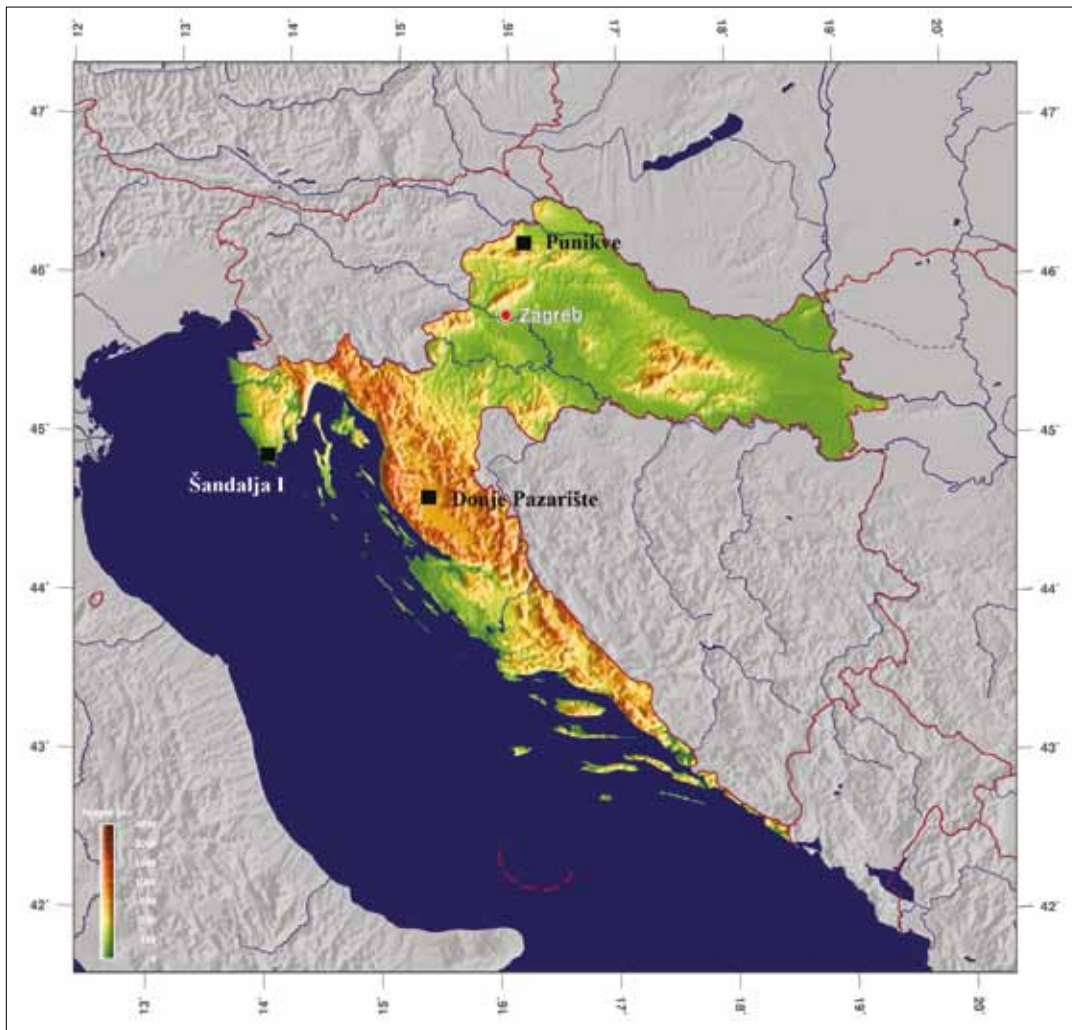 12´ 13´ 14´ 15´ 16´ 17´ 18´ 19´ 20´
47´ 47´
46´ 46´
Punikve
Zagreb
45´ 45´
Šandalja I
Donje Pazarište
44´ 44´
43´ 43´
42´ 42´
13´ 14´ 15´ 16´ 17´ 18´ 19´ 20´